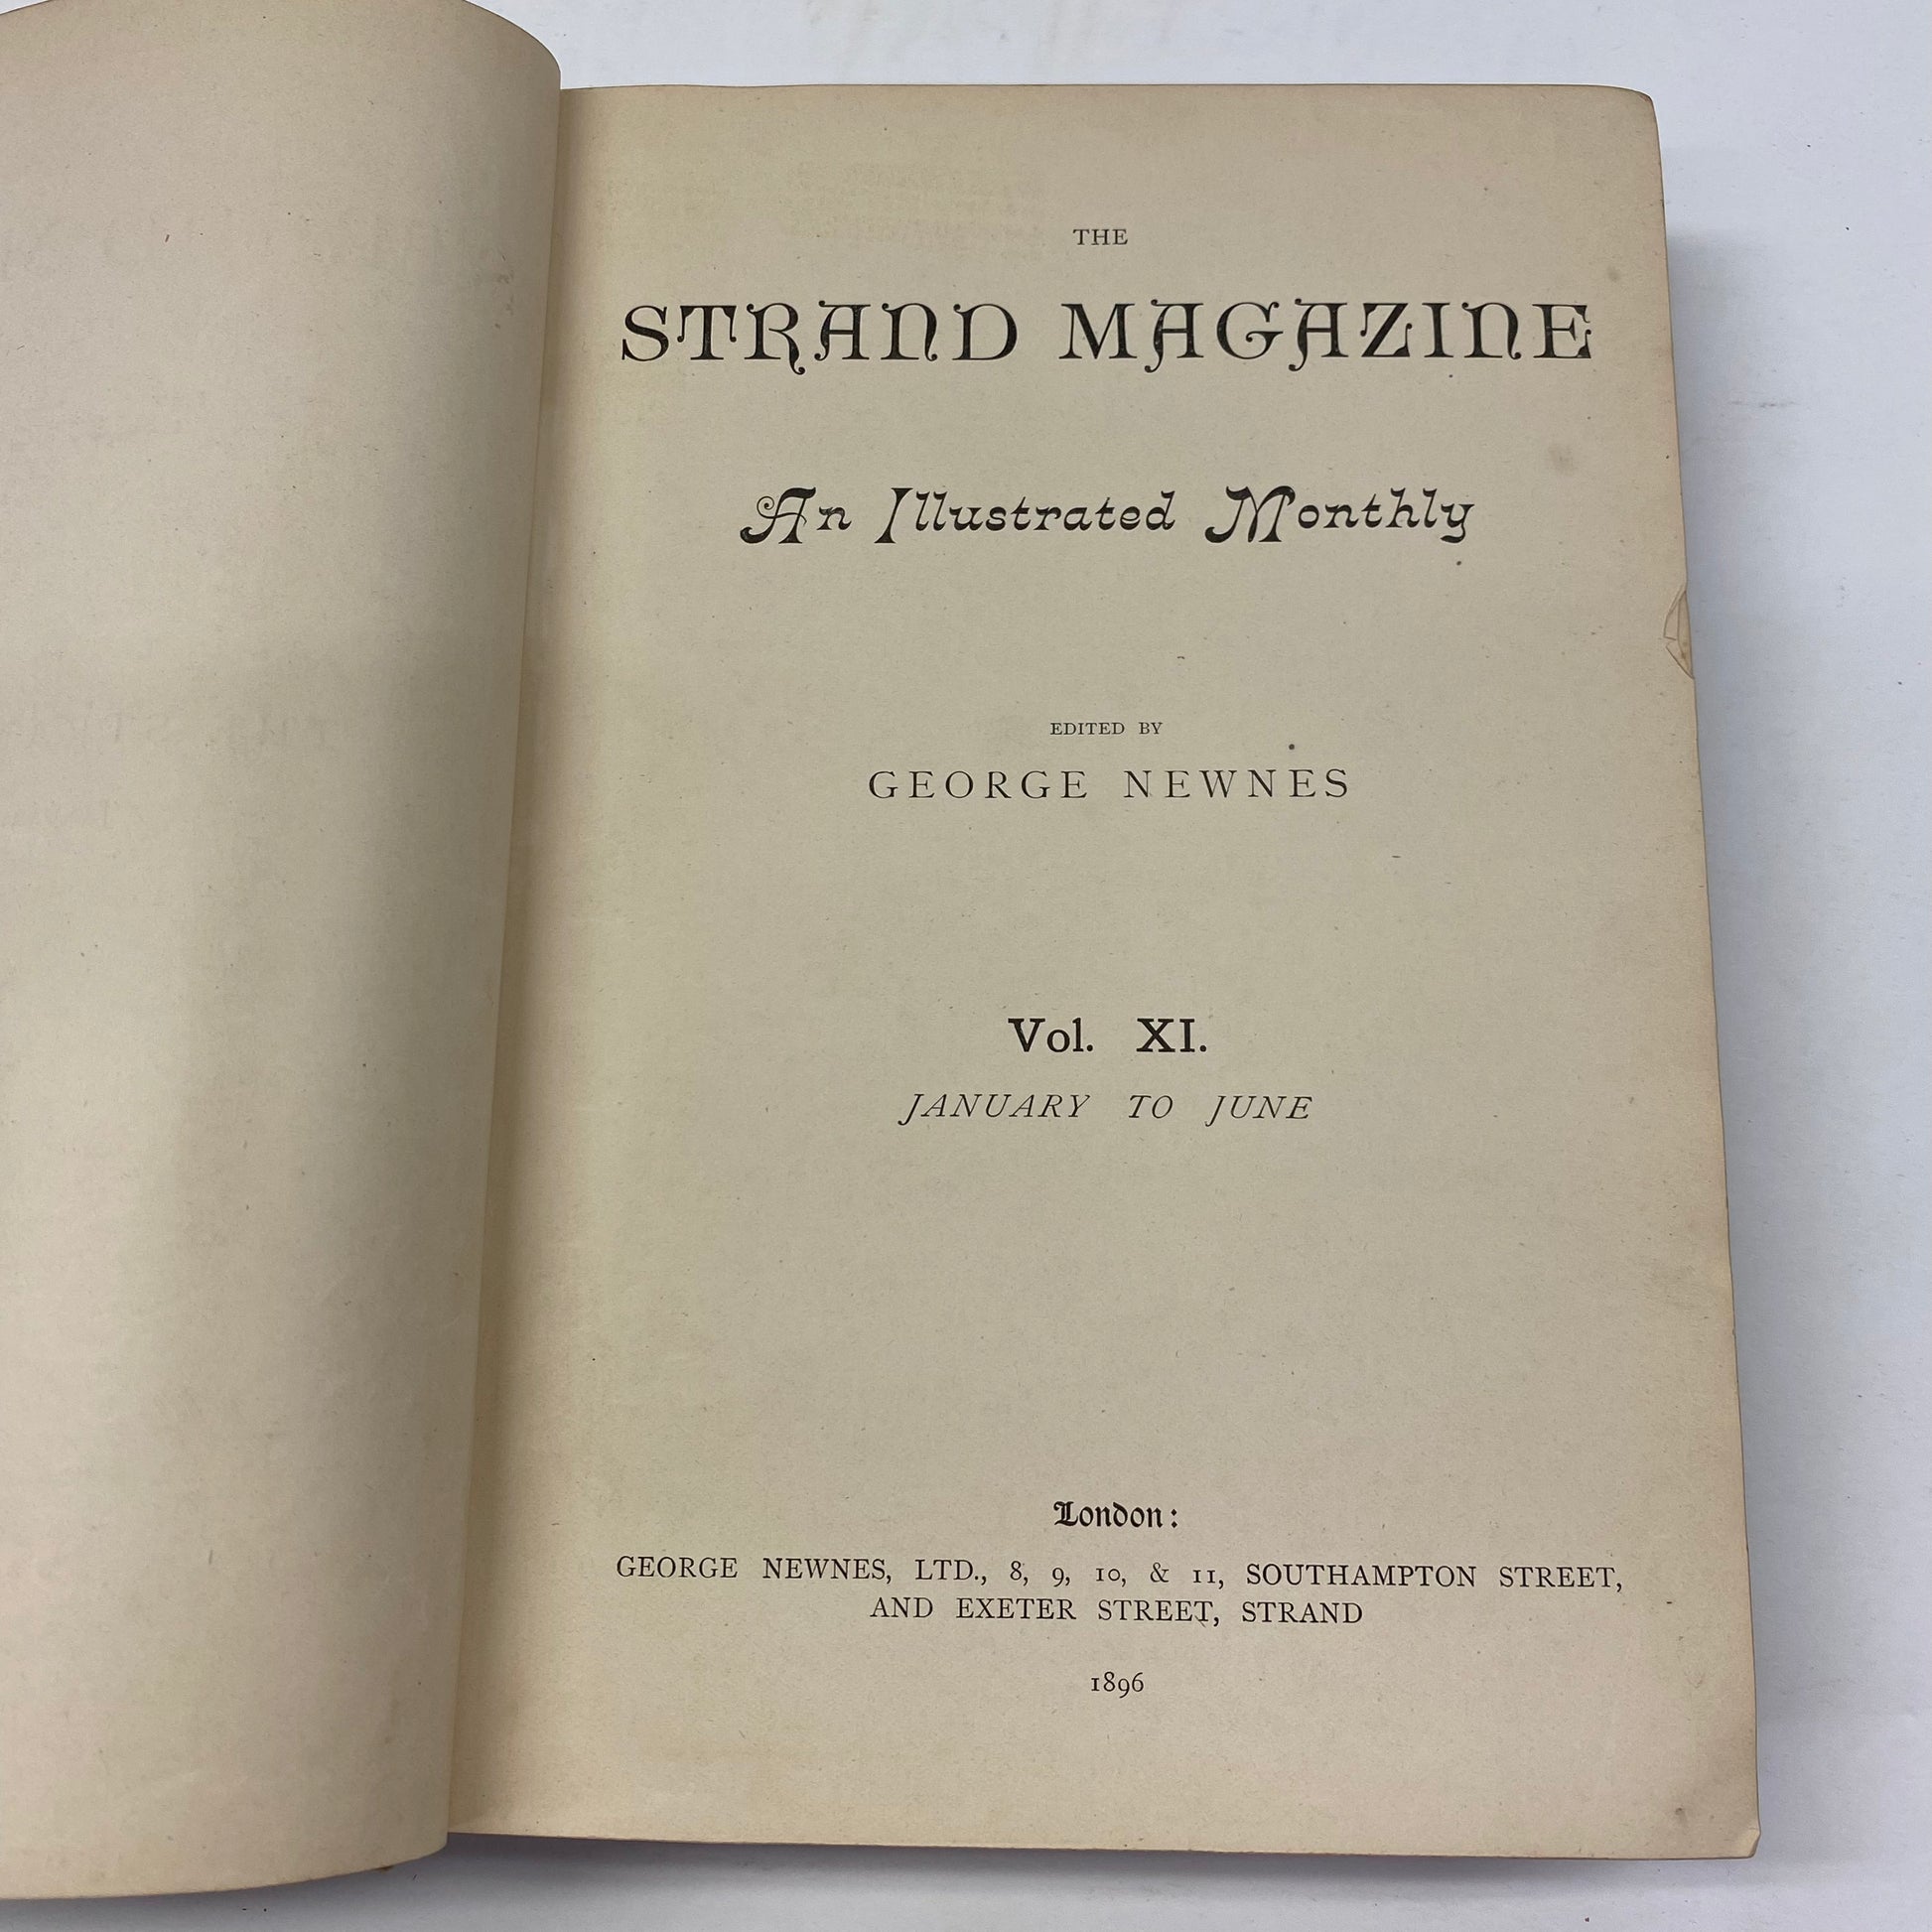 THE
STRAND MAGAZINE
An Illustrated Monthly
EDITED BY
GEORGE NEWNES
Vol. XI.
JANUARY TO JUNE
London:
GEORGE NEWNES, LTD., 8, 9, 10, & 11, SOUTHAMPTON STREET,
AND EXETER STREET, STRAND
1896